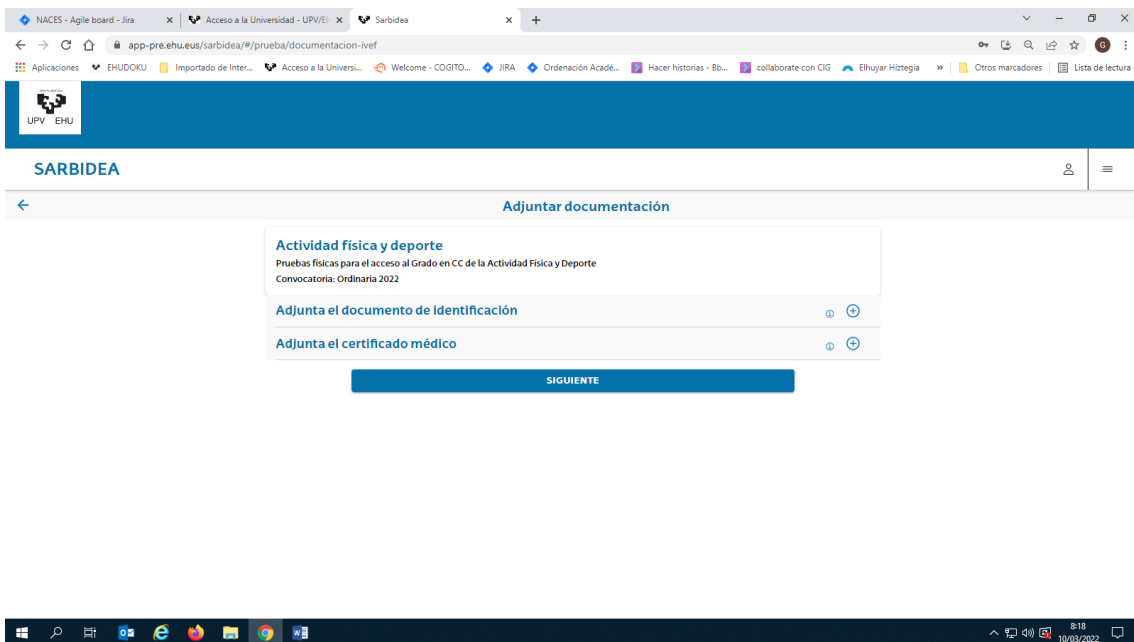 NACES - Agile board - Jira
Acceso a la Universidad - UPV/E
Sarbidea
app-pre.ehu.eus/sarbidea/#/prueba/documentacion-ivef
G
Aplicaciones
EHUDOKU
Importado de Inter...
Acceso a la Universi...
Welcome - COGITO...
JIRA
Ordenación Acadé...
Hacer historias - Bb...
collaborate con CIG
Elhuyar Hiztegia
»
Otros marcadores
Lista de lectura
UPV EHU
SARBIDEA
Adjuntar documentación
Actividad física y deporte
Pruebas físicas para el acceso al Grado en CC de la Actividad Física y Deporte
Convocatoria: Ordinaria 2022
Adjunta el documento de identificación
Adjunta el certificado médico
SIGUIENTE
8:18
10/03/2022